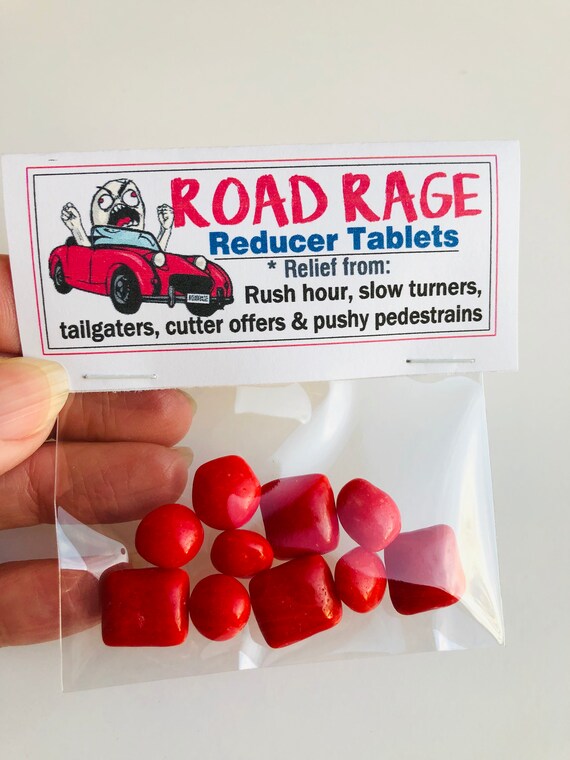 ROAD RAGE
Reducer Tablets
* Relief from:
Rush hour, slow turners,
tailgaters, cutter offers & pushy pedestrains